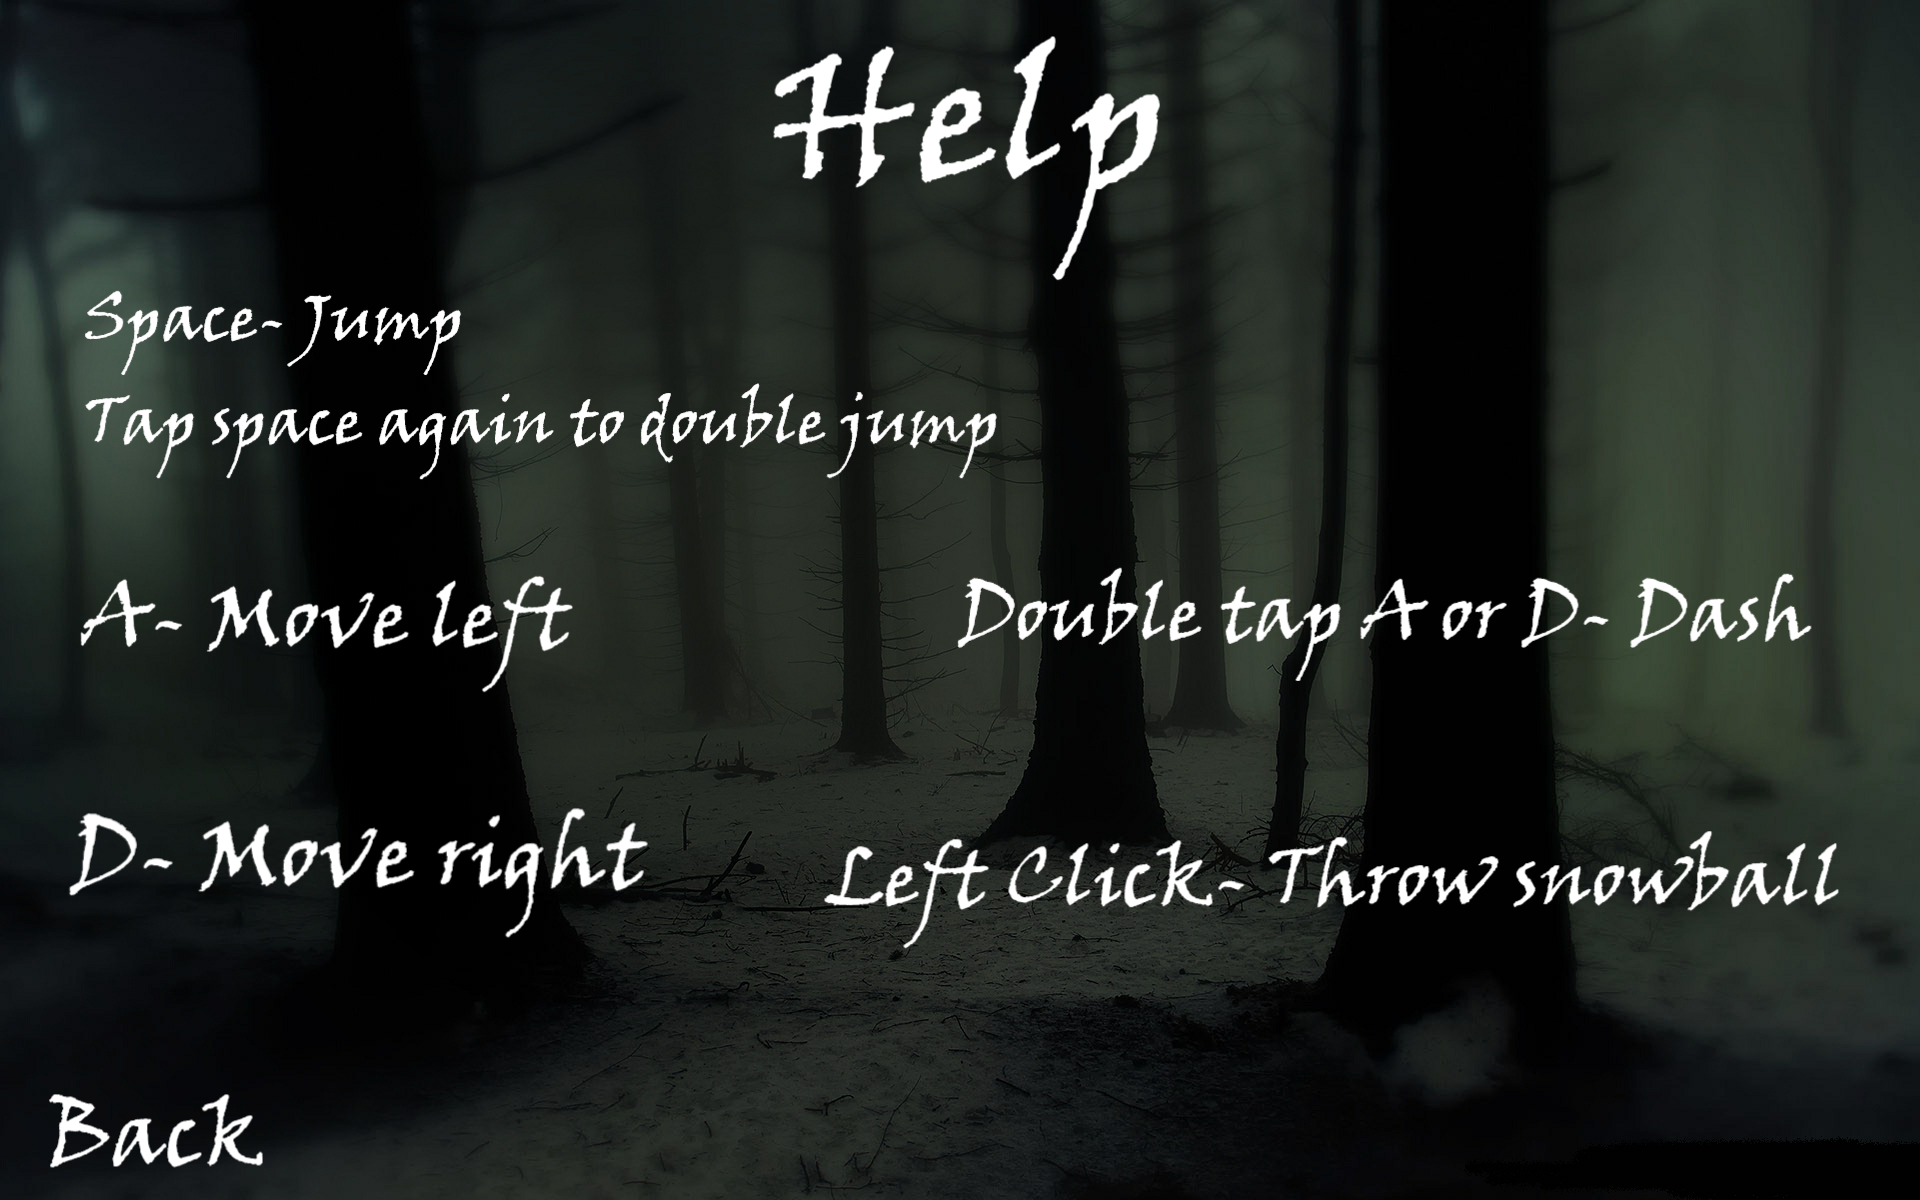 Help
Space- Jump
Tap space again to double jump
A- Move left
Double tap A or D- Dash
D- Move right
Left Click- Throw snowball
Back